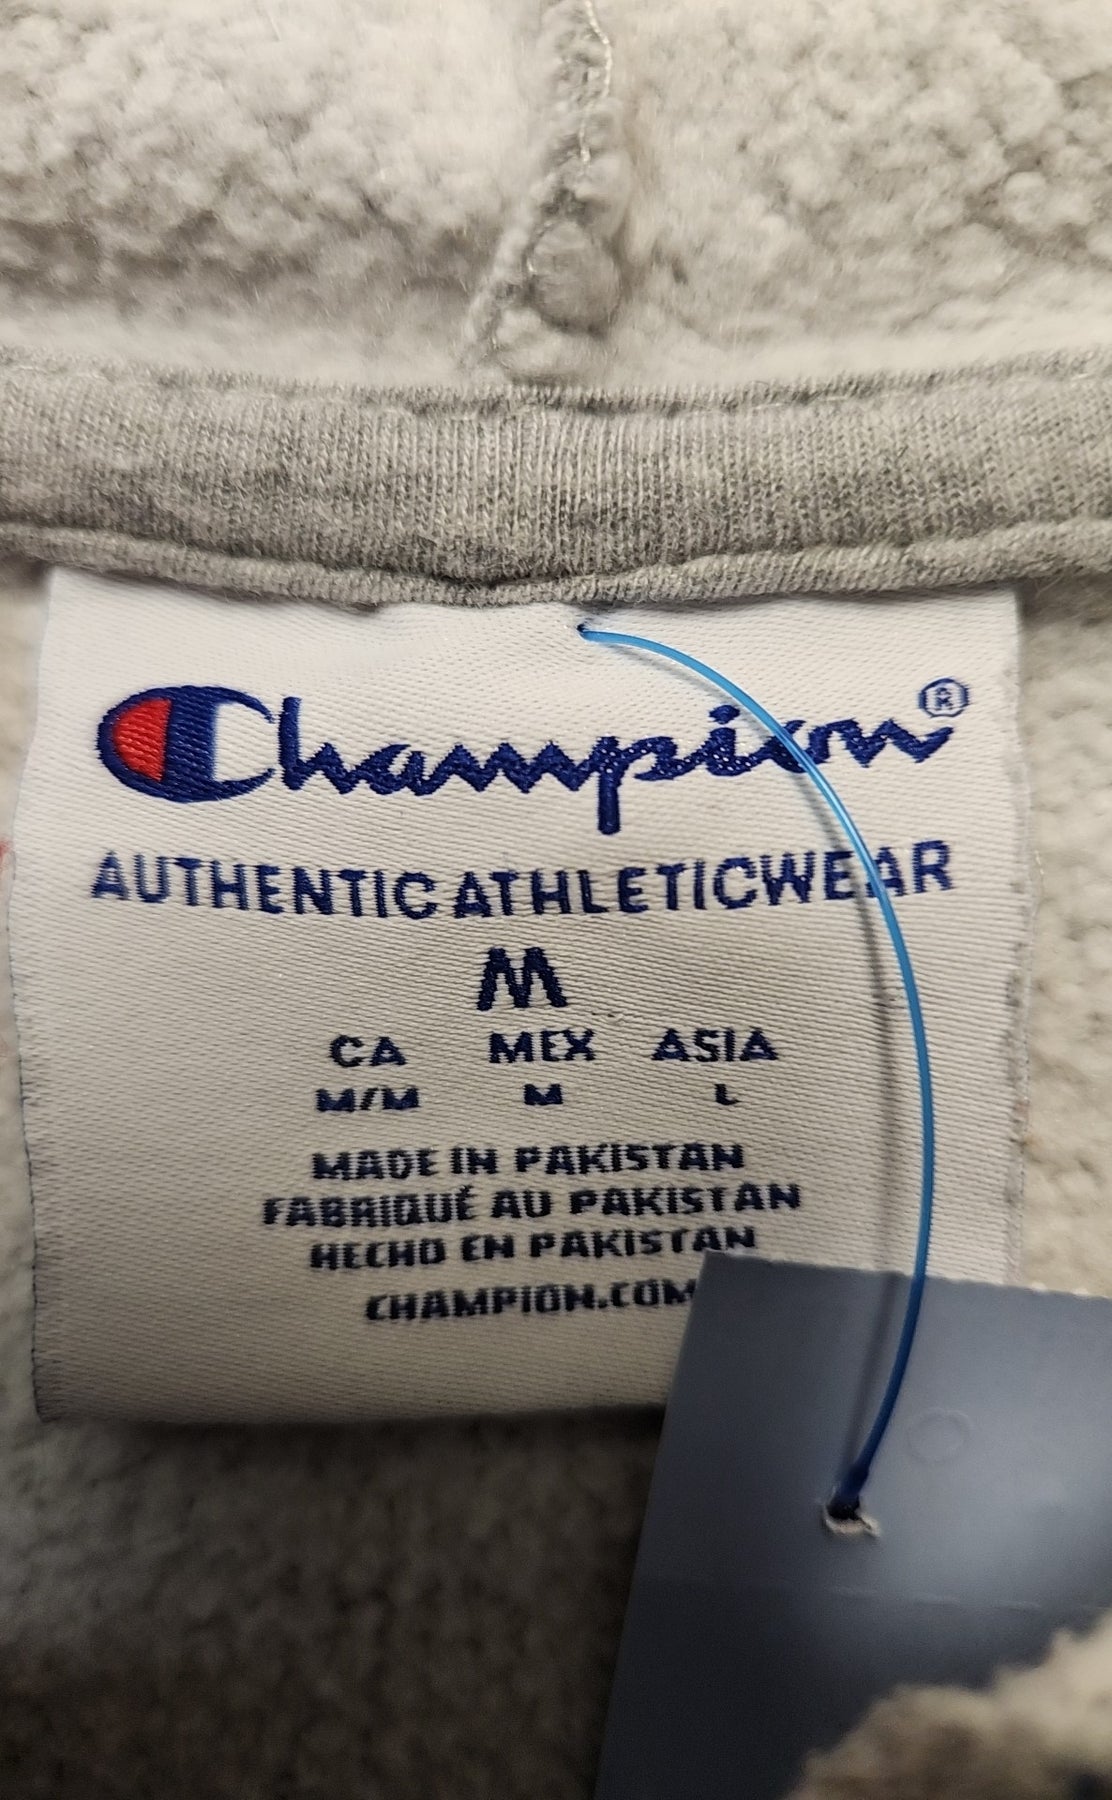 Champion®
AUTHENTIC ATHLETICWEAR
M
CA MEX ASIA
M/M M L
MADE IN PAKISTAN
FABRIQUÉ AU PAKISTAN
HECHO EN PAKISTAN
CHAMPION.COM